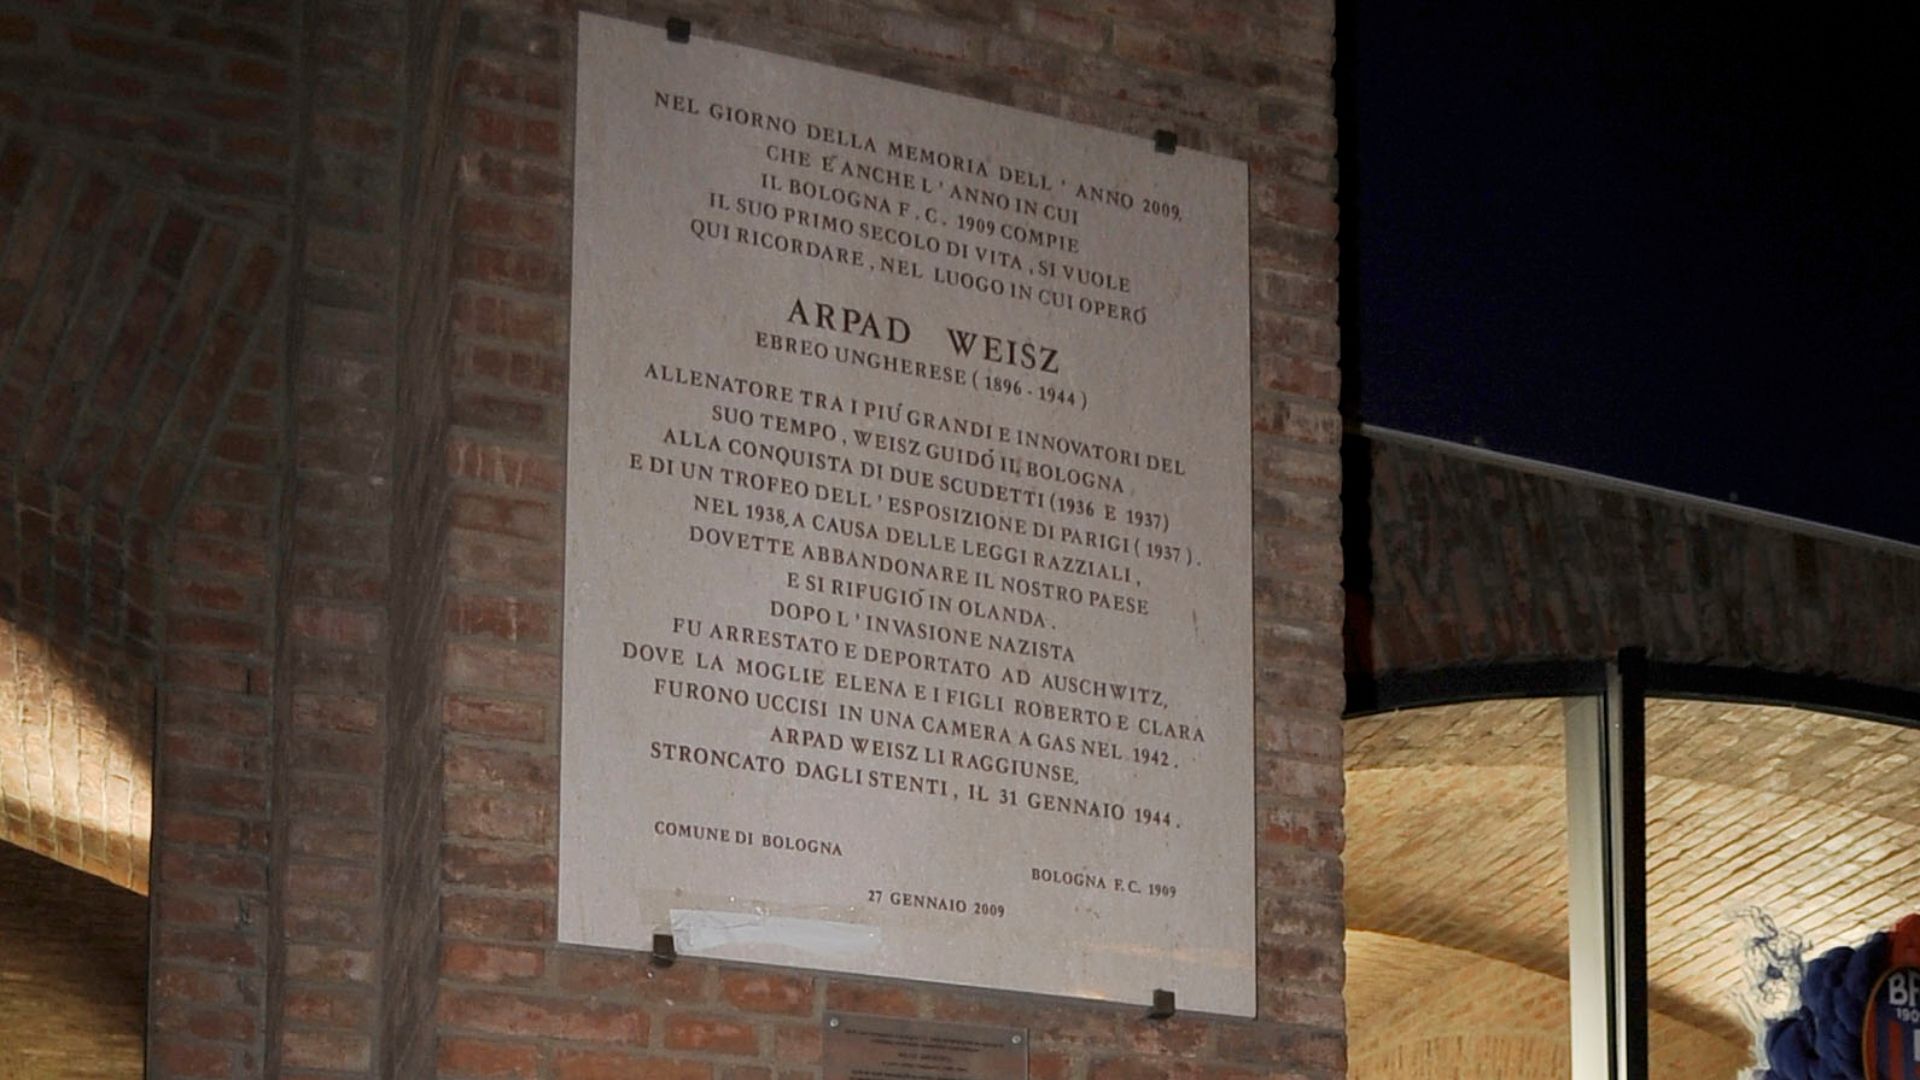 NEL GIORNO DELLA MEMORIA DELL'ANNO 2009,
CHE E' ANCHE L'ANNO IN CUI
IL BOLOGNA F.C. 1909 COMPIE
IL SUO PRIMO SECOLO DI VITA, SI VUOLE
QUI RICORDARE, NEL LUOGO IN CUI OPERÓ
ARPAD WEISZ
EBREO UNGHERESE (1896 - 1944)
ALLENATORE TRA I PIÚ GRANDI E INNOVATORI DEL
SUO TEMPO, WEISZ GUIDÓ IL BOLOGNA
ALLA CONQUISTA DI DUE SCUDETTI (1936 E 1937)
E DI UN TROFEO DELL'ESPOSIZIONE DI PARIGI (1937).
NEL 1938, A CAUSA DELLE LEGGI RAZZIALI,
DOVETTE ABBANDONARE IL NOSTRO PAESE
E SI RIFUGIÓ IN OLANDA.
DOPO L'INVASIONE NAZISTA
FU ARRESTATO E DEPORTATO AD AUSCHWITZ,
DOVE LA MOGLIE ELENA E I FIGLI ROBERTO E CLARA
FURONO UCCISI IN UNA CAMERA A GAS NEL 1942.
ARPAD WEISZ LI RAGGIUNSE,
STRONCATO DAGLI STENTI, IL 31 GENNAIO 1944.
COMUNE DI BOLOGNA
BOLOGNA F.C. 1909
27 GENNAIO 2009